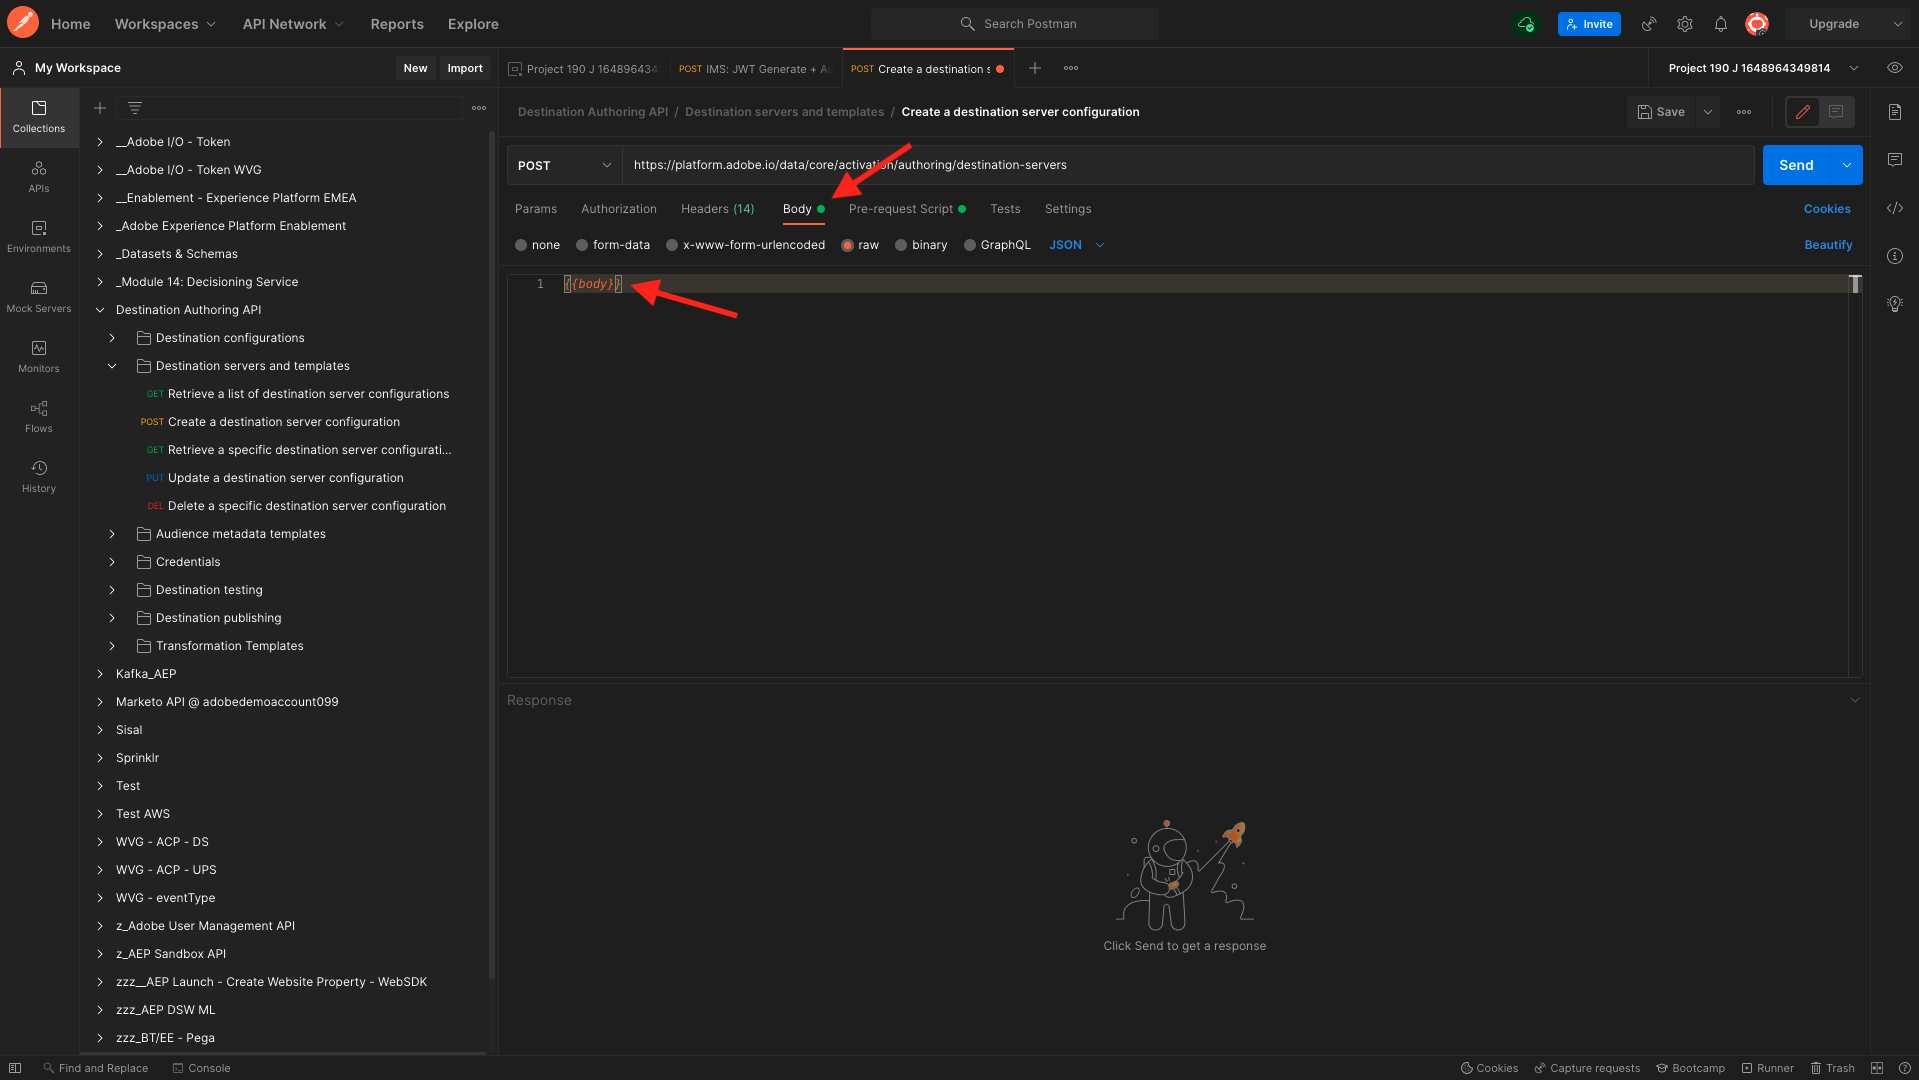 Home Workspaces API Network Reports Explore Search Postman Invite Upgrade
My Workspace New Import Project 190 J 164896434 POST IMS: JWT Generate + Au POST Create a destination s Project 190 J 1648964349814
Destination Authoring API / Destination servers and templates / Create a destination server configuration Save
POST https://platform.adobe.io/data/core/activation/authoring/destination-servers Send
Params Authorization Headers (14) Body Pre-request Script Tests Settings Cookies
none form-data x-www-form-urlencoded raw binary GraphQL JSON Beautify
1 {{body}}
Collections
APIs
Environments
Mock Servers
Monitors
Flows
History
__Adobe I/O - Token
__Adobe I/O - Token WVG
__Enablement - Experience Platform EMEA
_Adobe Experience Platform Enablement
_Datasets & Schemas
_Module 14: Decisioning Service
Destination Authoring API
Destination configurations
Destination servers and templates
GET Retrieve a list of destination server configurations
POST Create a destination server configuration
GET Retrieve a specific destination server configurati...
PUT Update a destination server configuration
DEL Delete a specific destination server configuration
Audience metadata templates
Credentials
Destination testing
Destination publishing
Transformation Templates
Kafka_AEP
Marketo API @ adobedemoaccount099
Sisal
Sprinklr
Test
Test AWS
WVG - ACP - DS
WVG - ACP - UPS
WVG - eventType
z_Adobe User Management API
z_AEP Sandbox API
zzz__AEP Launch - Create Website Property - WebSDK
zzz_AEP DSW ML
zzz_BT/EE - Pega
Response
Click Send to get a response
Find and Replace Console Cookies Capture requests Bootcamp Runner Trash